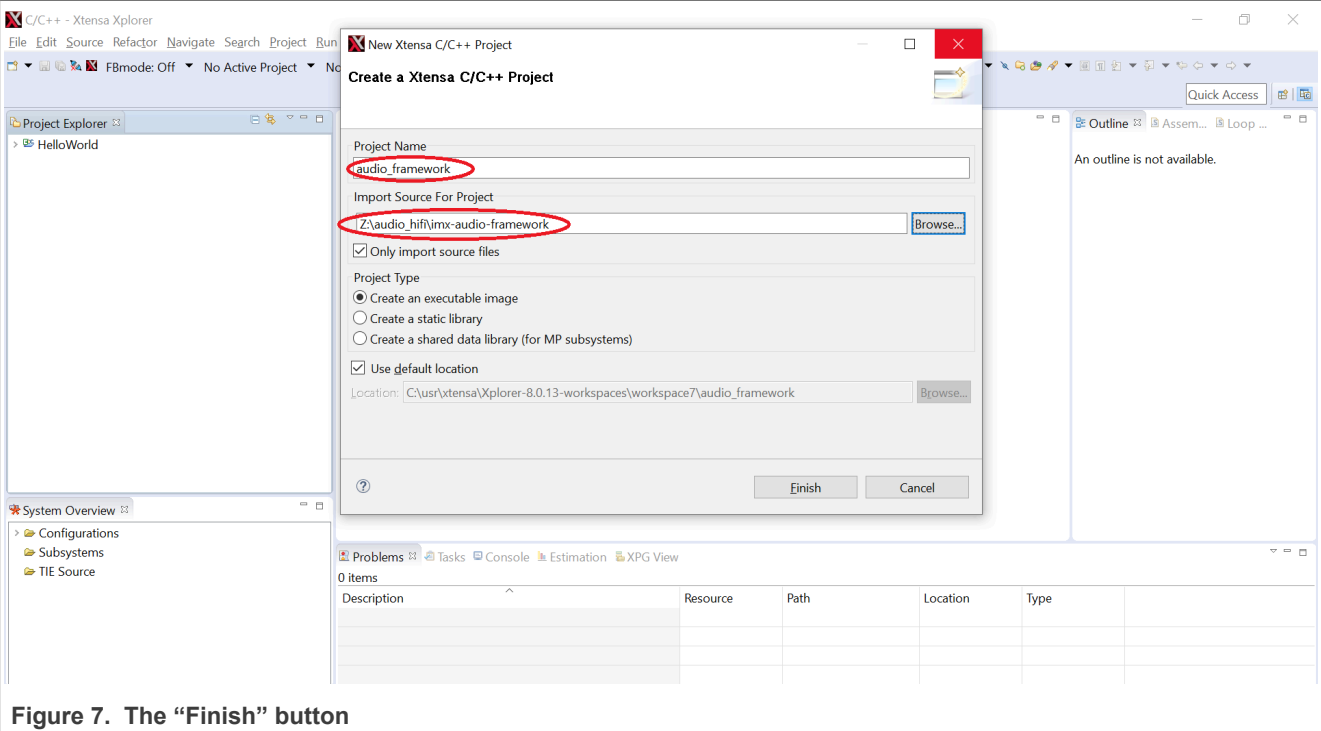 C/C++ - Xtensa Xplorer
File Edit Source Refactor Navigate Search Project Run
FBmode: Off No Active Project No
Quick Access
Project Explorer
HelloWorld
New Xtensa C/C++ Project
Create a Xtensa C/C++ Project
Project Name
audio_framework
Import Source For Project
Z:\audio_hifi\imx-audio-framework Browse...
Only import source files
Project Type
Create an executable image
Create a static library
Create a shared data library (for MP subsystems)
Use default location
Location: C:\usr\xtensa\Xplorer-8.0.13-workspaces\workspace7\audio_framework Browse...
Finish Cancel
Outline Assem... Loop ...
An outline is not available.
System Overview
Configurations
Subsystems
TIE Source
Problems Tasks Console Estimation XPG View
0 items
Description Resource Path Location Type
Figure 7. The “Finish” button